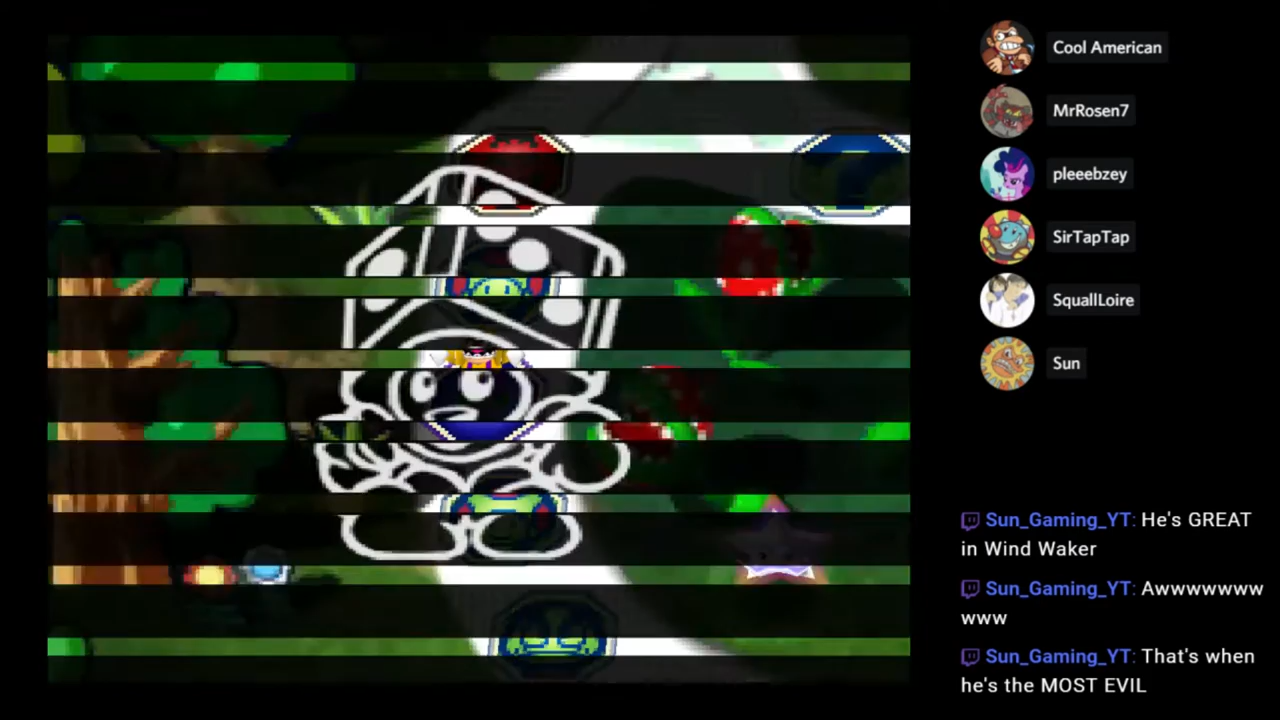 Cool American
MrRosen7
pleeebzey
SirTapTap
SquallLoire
Sun
Sun_Gaming_YT: He's GREAT
in Wind Waker
Sun_Gaming_YT: Awwwwwww
www
Sun_Gaming_YT: That's when
he's the MOST EVIL